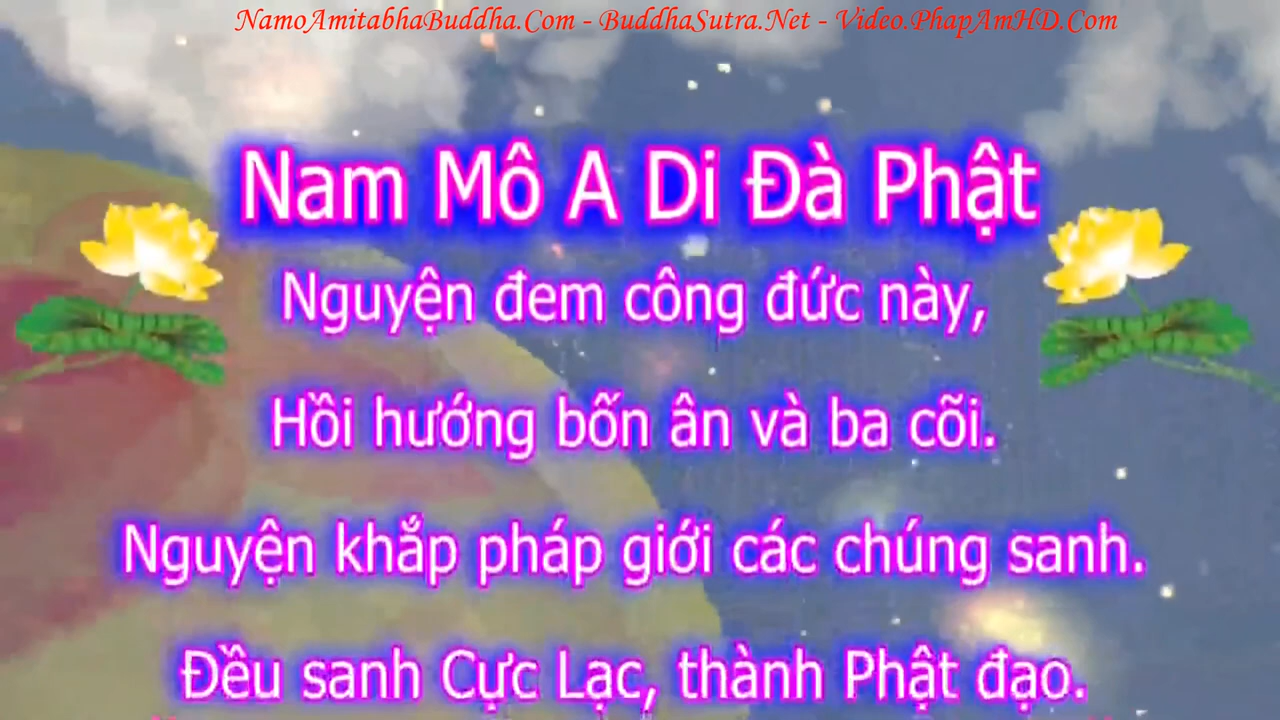 NamoAmitabhaBuddha.Com - BuddhaSutra.Net - Video.PhapAmHD.Com
Nam Mô A Di Đà Phật
Nguyện đem công đức này,
Hồi hướng bốn ân và ba cõi.
Nguyện khắp pháp giới các chúng sanh.
Đều sanh Cực Lạc, thành Phật đạo.